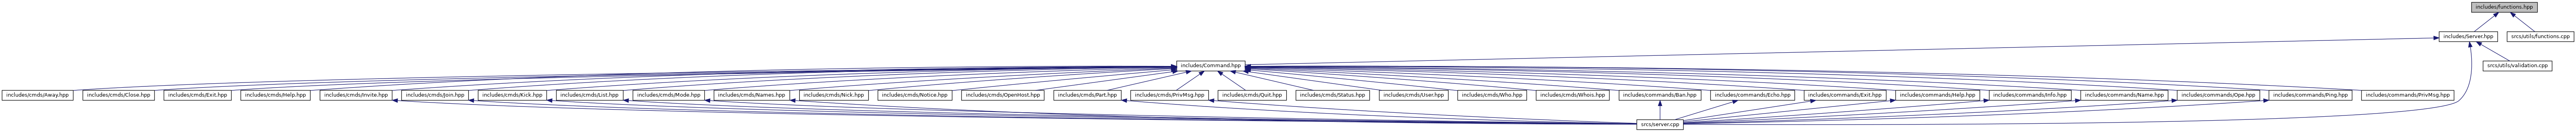 includes/functions.hpp
includes/Server.hpp
srcs/utils/functions.cpp
includes/Command.hpp
srcs/utils/validation.cpp
includes/cmds/Away.hpp
includes/cmds/Close.hpp
includes/cmds/Exit.hpp
includes/cmds/Help.hpp
includes/cmds/Invite.hpp
includes/cmds/Join.hpp
includes/cmds/Kick.hpp
includes/cmds/List.hpp
includes/cmds/Mode.hpp
includes/cmds/Names.hpp
includes/cmds/Nick.hpp
includes/cmds/Notice.hpp
includes/cmds/OpenHost.hpp
includes/cmds/Part.hpp
includes/cmds/PrivMsg.hpp
includes/cmds/Quit.hpp
includes/cmds/Status.hpp
includes/cmds/User.hpp
includes/cmds/Who.hpp
includes/cmds/Whois.hpp
includes/commands/Ban.hpp
includes/commands/Echo.hpp
includes/commands/Exit.hpp
includes/commands/Help.hpp
includes/commands/Info.hpp
includes/commands/Name.hpp
includes/commands/Ope.hpp
includes/commands/Ping.hpp
includes/commands/PrivMsg.hpp
srcs/server.cpp